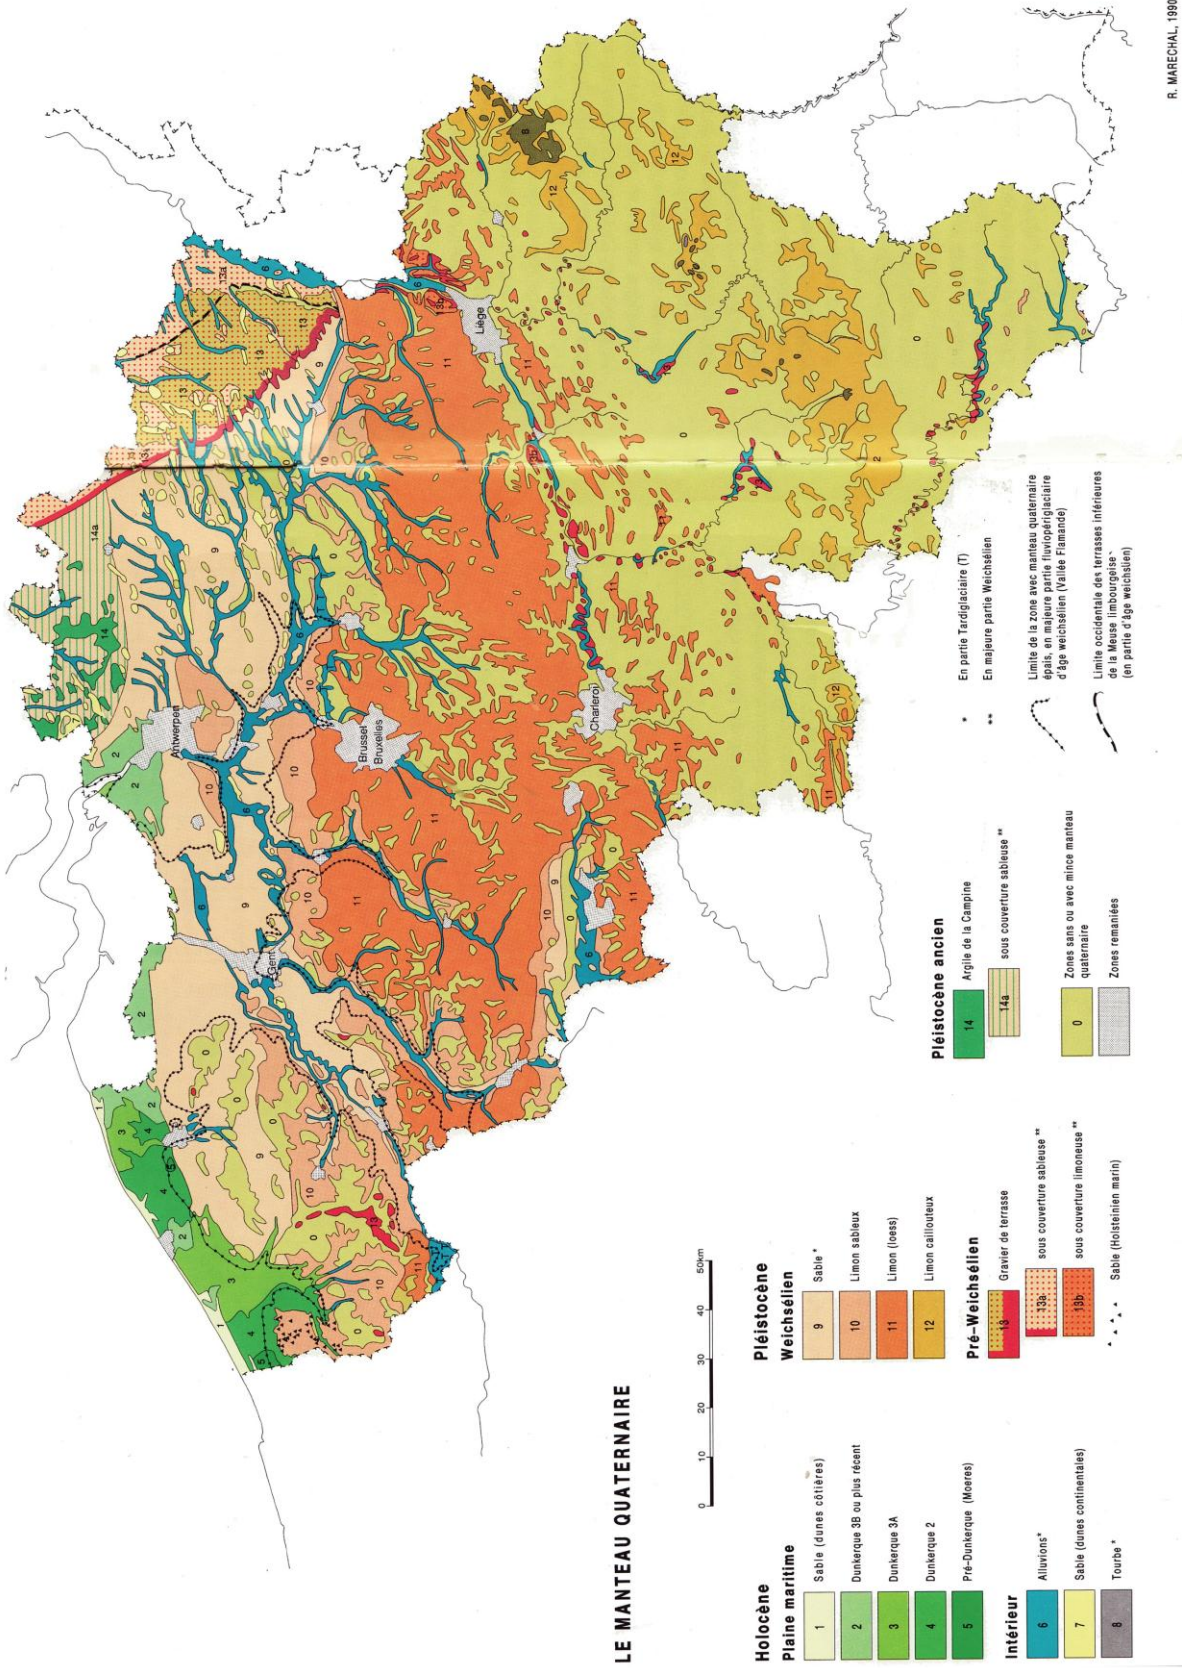 R. MARECHAL, 1990
LE MANTEAU QUATERNAIRE
0 10 20 30 40 50km
Antwerpen
Gent
Brussel
Bruxelles
Liège
Charleroi
Holocène
Plaine maritime
1 Sable (dunes côtières)
2 Dunkerque 3B ou plus récent
3 Dunkerque 3A
4 Dunkerque 2
5 Pré-Dunkerque (Moeres)
Intérieur
6 Alluvions*
7 Sable (dunes continentales)
8 Tourbe *
Pléistocène
Weichsélien
9 Sable *
10 Limon sableux
11 Limon (loess)
12 Limon caillouteux
Pré-Weichsélien
13 Gravier de terrasse
13a sous couverture sableuse **
13b sous couverture limoneuse **
Sable (Holsteinien marin)
Pléistocène ancien
14 Argile de la Campine
14a sous couverture sableuse **
0 Zones sans ou avec mince manteau
quaternaire
Zones remaniées
* En partie Tardiglaciaire (T)
** En majeure partie Weichsélien
Limite de la zone avec manteau quaternaire
épais, en majeure partie fluviopériglaciaire
d'âge weichsélien (Vallée Flamande)
Limite occidentale des terrasses inférieures
de la Meuse limbourgeise
(en partie d'âge weichslien)